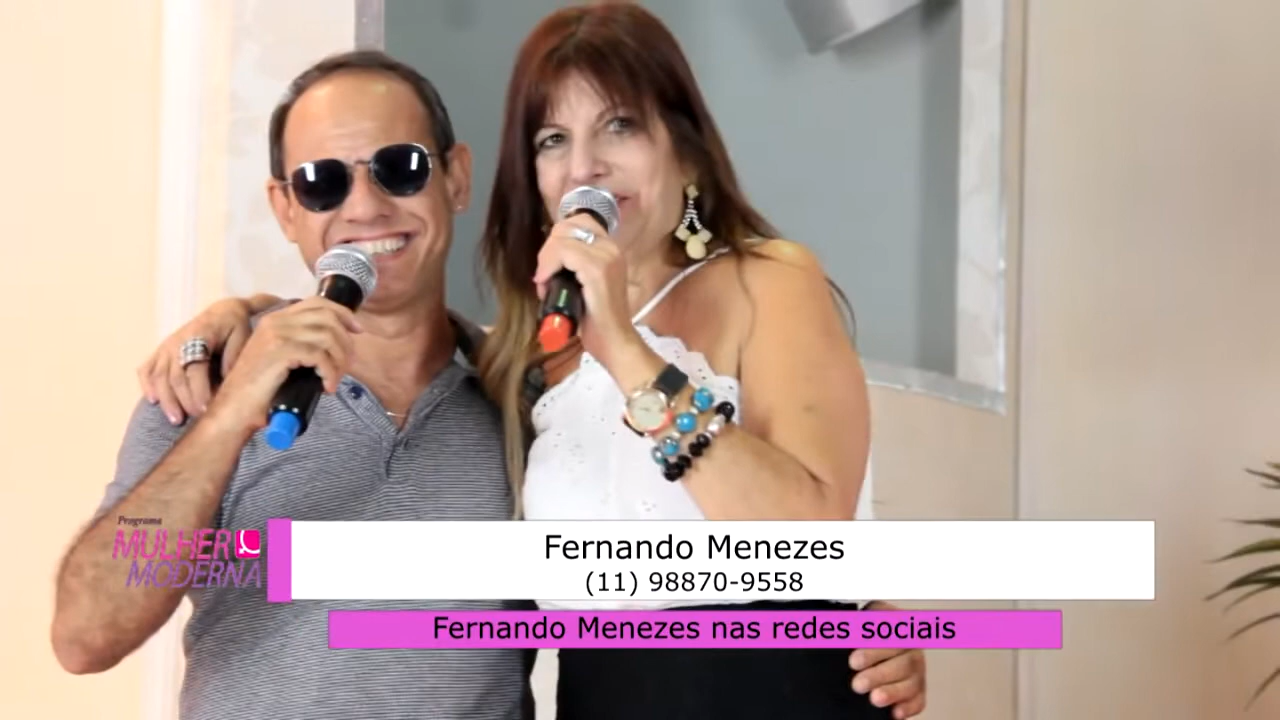 Programa
MULHER
MODERNA
Fernando Menezes
(11) 98870-9558
Fernando Menezes nas redes sociais